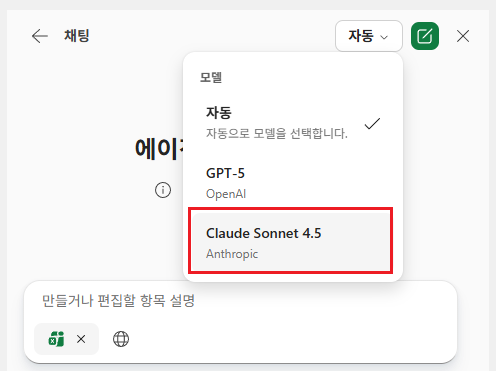 채팅
자동
모델
자동
자동으로 모델을 선택합니다.
GPT-5
OpenAI
Claude Sonnet 4.5
Anthropic
만들거나 편집할 항목 설명